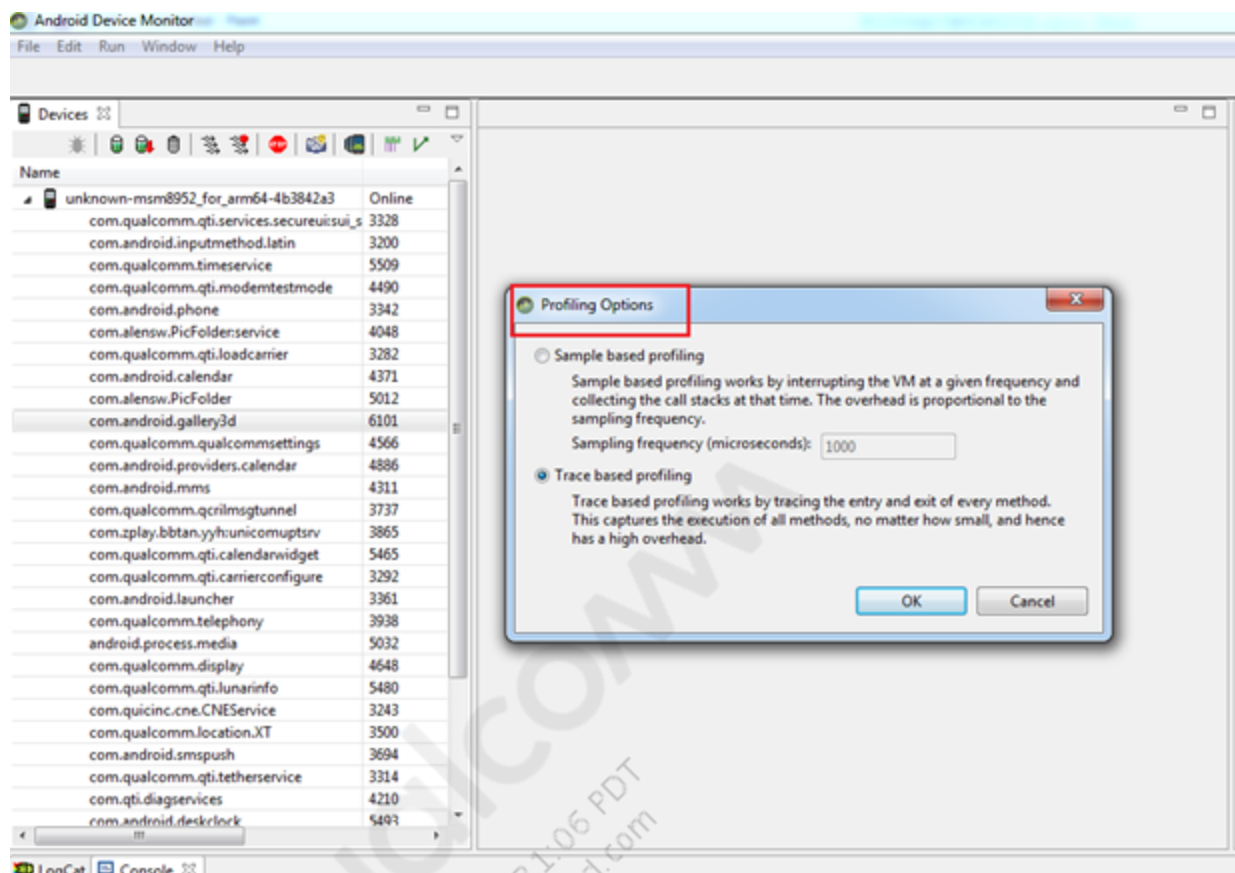 Android Device Monitor
File Edit Run Window Help
Devices
Name
unknown-msm8952_for_arm64-4b3842a3 Online
com.qualcomm.qti.services.secureui:sui_s 3328
com.android.inputmethod.latin 3200
com.qualcomm.timeservice 5509
com.qualcomm.qti.modemtestmode 4490
com.android.phone 3342
com.alensw.PicFolder:service 4048
com.qualcomm.qti.loadcarrier 3282
com.android.calendar 4371
com.alensw.PicFolder 5012
com.android.gallery3d 6101
com.qualcomm.qualcommsettings 4566
com.android.providers.calendar 4886
com.android.mms 4311
com.qualcomm.qcrilmsgtunnel 3737
com.zplay.bbtan.yyh:unicomuptsrv 3865
com.qualcomm.qti.calendarwidget 5465
com.qualcomm.qti.carrierconfigure 3292
com.android.launcher 3361
com.qualcomm.telephony 3938
android.process.media 5032
com.qualcomm.display 4648
com.qualcomm.qti.lunarinfo 5480
com.quicinc.cne.CNEService 3243
com.qualcomm.location.XT 3500
com.android.smspush 3694
com.qualcomm.qti.tetherservice 3314
com.qti.diagservices 4210
com.android.deskclock 5493
LogCat Console
Profiling Options
Sample based profiling
Sample based profiling works by interrupting the VM at a given frequency and
collecting the call stacks at that time. The overhead is proportional to the
sampling frequency.
Sampling frequency (microseconds): 1000
Trace based profiling
Trace based profiling works by tracing the entry and exit of every method.
This captures the execution of all methods, no matter how small, and hence
has a high overhead.
OK Cancel
1:06 PDT
d.com